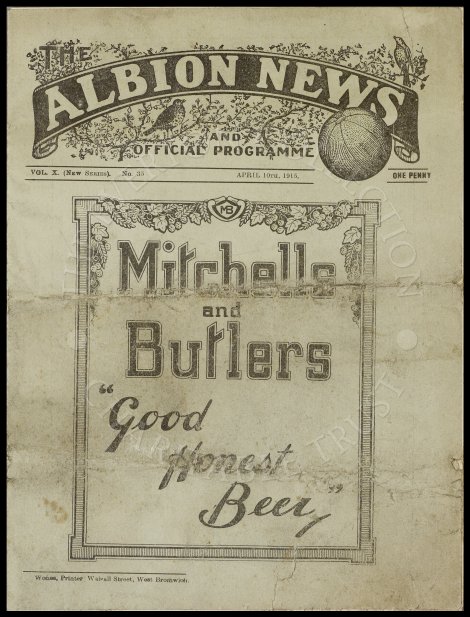 THE
ALBION NEWS
AND
OFFICIAL PROGRAMME
VOL. X. (New Series). No. 35 APRIL 10TH, 1915. ONE PENNY
MB
Mitchells
and
Butlers
"Good
Honest
Beer"
Wones, Printer Walsall Street, West Bromwich.